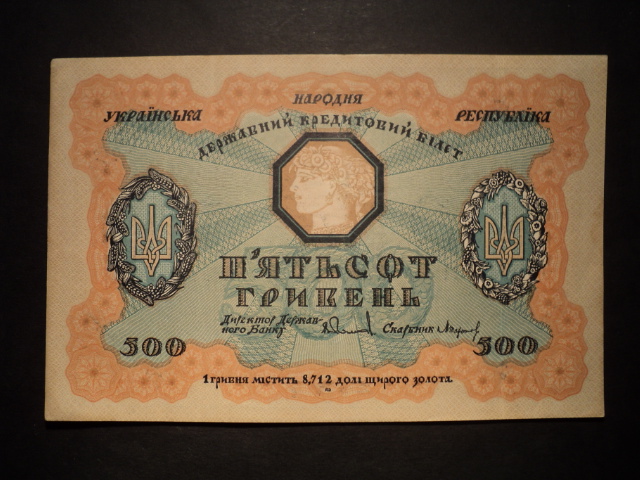 УКРАЇНСЬКА НАРОДНЯ РЕСПУБЛІКА
ДЕРЖАВНИЙ КРЕДИТОВИЙ БІЛЕТ
П'ЯТЬСОТ
ГРИВЕНЬ
Директор Держав-
ного Банку
Скарбник
500 500
1 гривня містить 8,712 долі щирого золота.